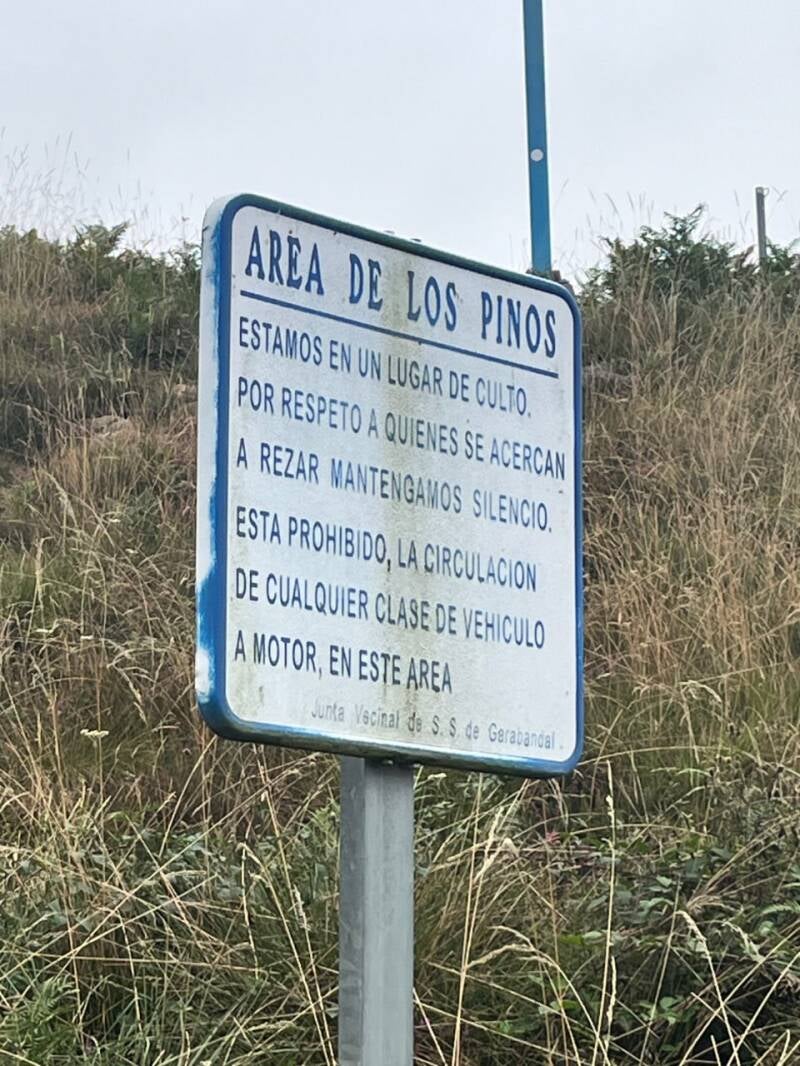 AREA DE LOS PINOS
ESTAMOS EN UN LUGAR DE CULTO.
POR RESPETO A QUIENES SE ACERCAN
A REZAR MANTENGAMOS SILENCIO.
ESTA PROHIBIDO, LA CIRCULACION
DE CUALQUIER CLASE DE VEHICULO
A MOTOR, EN ESTE AREA
Junta Vecinal de S. S. de Garabandal